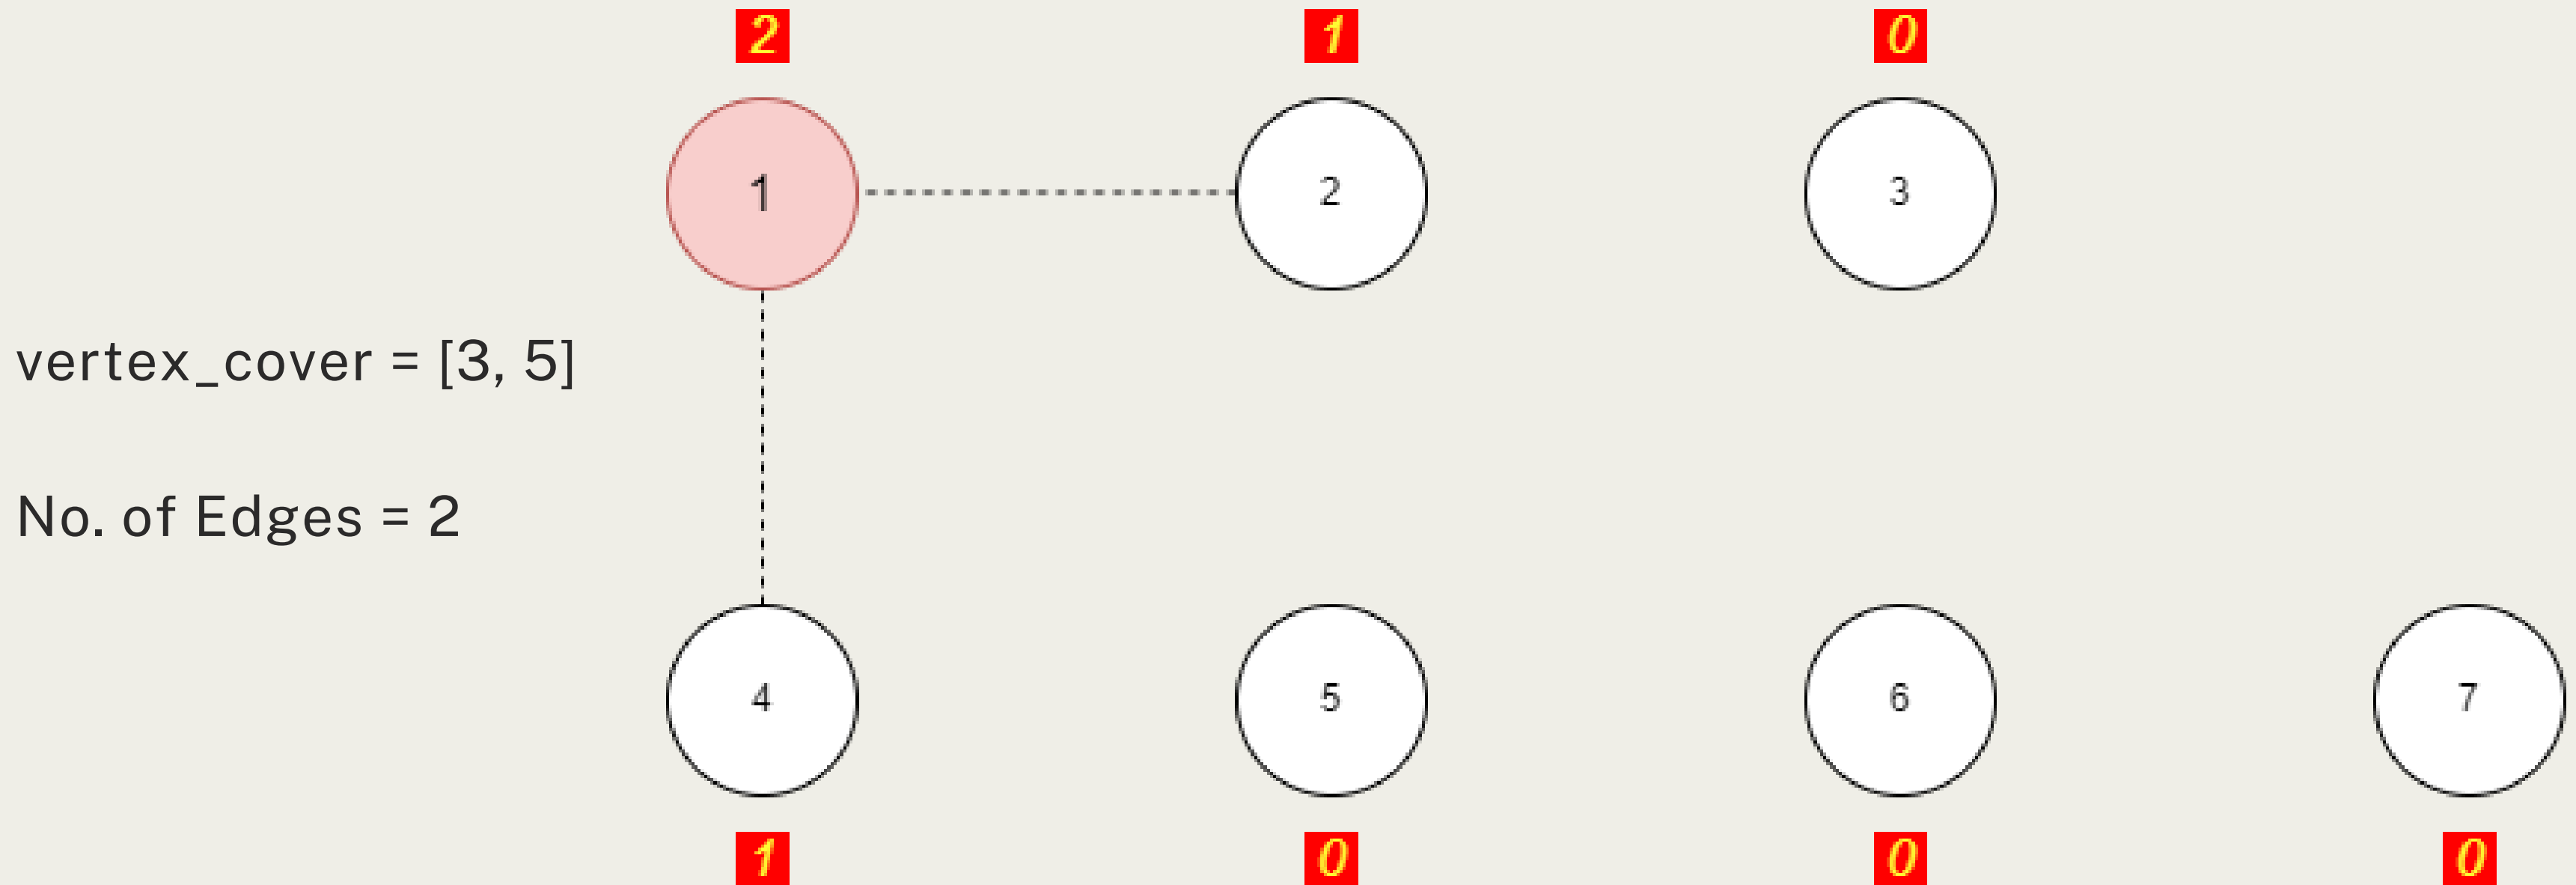 2 1 0
1 2 3
vertex_cover = [3, 5]
No. of Edges = 2
4 5 6 7
1 0 0 0